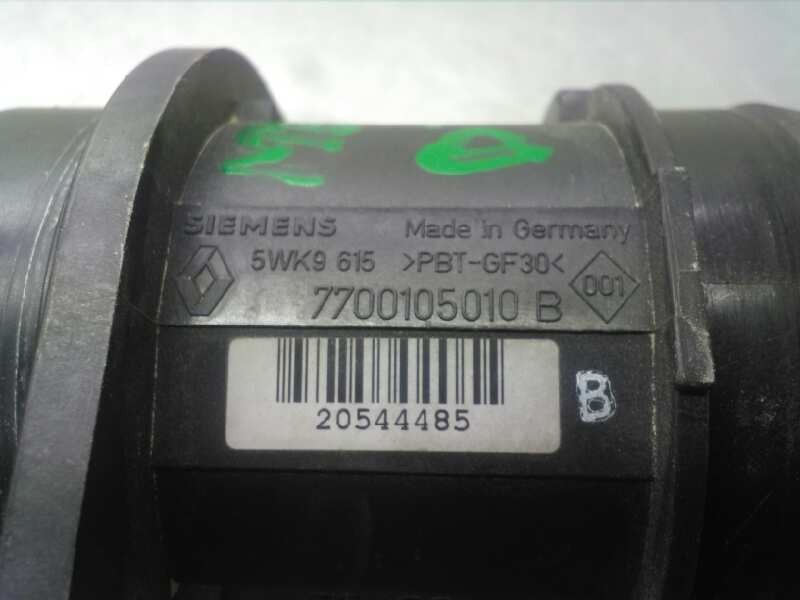 SIEMENS Made in Germany
5WK9 615 >PBT-GF30<
7700105010 B 001
20544485
B